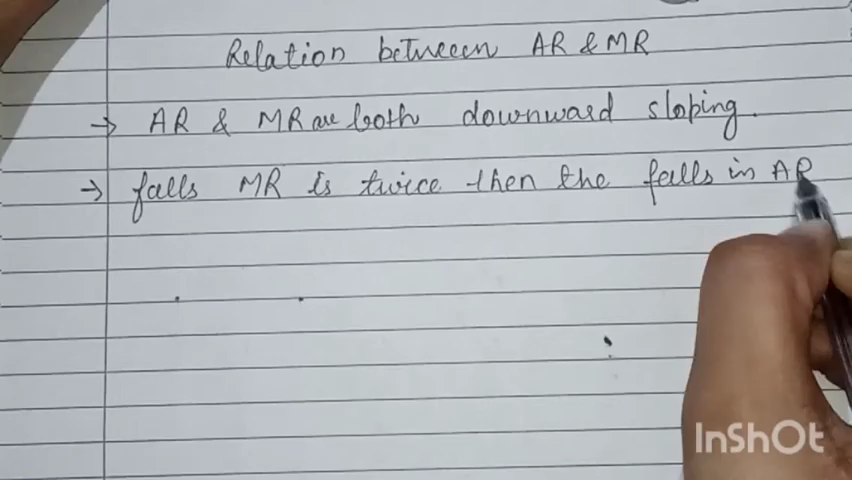 Relation betweeen AR & MR
→ AR & MR are both downward sloping.
→ falls MR is twice then the falls in AR
InShOt